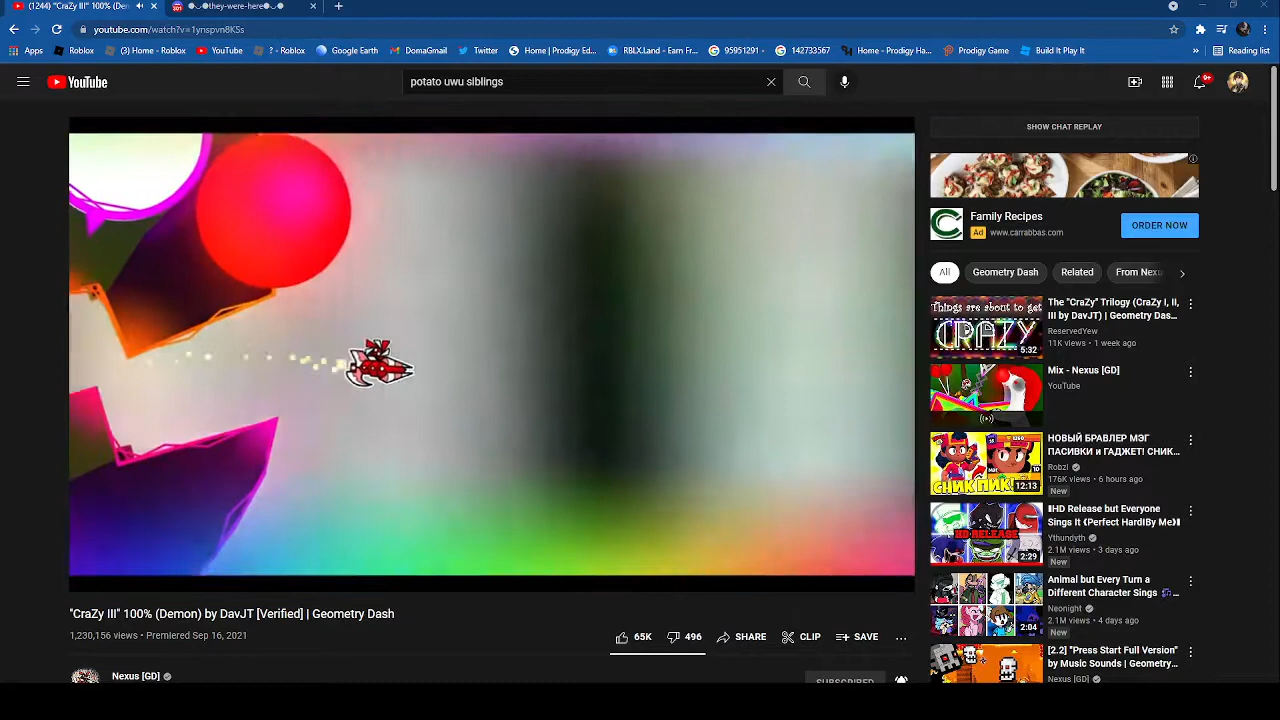 (1244) "CraZy III" 100% (Den
●◡●they-were-here●◡●
youtube.com/watch?v=1ynspvn8K5s
Apps
Roblox
(3) Home - Roblox
YouTube
? - Roblox
Google Earth
DomaGmail
Twitter
Home | Prodigy Ed...
RBLX.Land - Earn Fr...
95951291 -
142733567
Home - Prodigy Ha...
Prodigy Game
Build It Play It
»
Reading list
YouTube
potato uwu siblings
9+
SHOW CHAT REPLAY
Family Recipes
Ad www.carrabbas.com
ORDER NOW
All
Geometry Dash
Related
From Nexu
Things are about to get
CRAZY
5:32
The "CraZy" Trilogy (CraZy I, II,
III by DavJT) | Geometry Das...
ReservedYew
11K views • 1 week ago
Mix - Nexus [GD]
YouTube
СНИК ПИК!
12:13
НОВЫЙ БРАВЛЕР МЭГ
ПАСИВКИ и ГАДЖЕТ! СНИК...
Robzi
176K views • 6 hours ago
New
HD RELEASE
2:29
HD Release but Everyone
Sings It (Perfect Hard|By Me)
Ythundyth
2.1M views • 3 days ago
New
2:04
Animal but Every Turn a
Different Character Sings
Neonight
2.1M views • 4 days ago
New
[2.2] "Press Start Full Version"
by Music Sounds | Geometry...
Nexus [GD]
"CraZy III" 100% (Demon) by DavJT [Verified] | Geometry Dash
1,230,156 views • Premiered Sep 16, 2021
65K
496
SHARE
CLIP
SAVE
...
Nexus [GD]
SUBSCRIBED